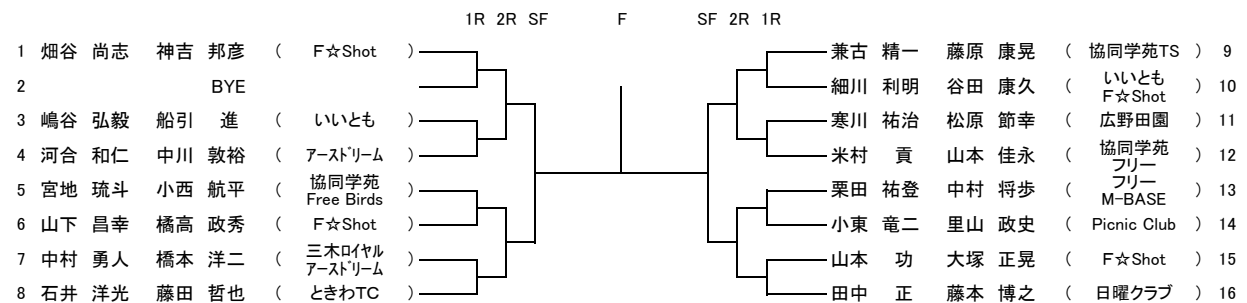 1R 2R SF F SF 2R 1R
1 畑谷 尚志 神吉 邦彦 ( F☆Shot )
2 BYE
3 嶋谷 弘毅 船引 進 ( いいとも )
4 河合 和仁 中川 敦裕 ( アースドリーム )
5 宮地 琉斗 小西 航平 ( 協同学苑
Free Birds )
6 山下 昌幸 橘高 政秀 ( F☆Shot )
7 中村 勇人 橋本 洋二 ( 三木ロイヤル
アースドリーム )
8 石井 洋光 藤田 哲也 ( ときわTC )
兼古 精一 藤原 康晃 ( 協同学苑TS ) 9
細川 利明 谷田 康久 ( いいとも
F☆Shot ) 10
寒川 祐治 松原 節幸 ( 広野田園 ) 11
米村 貢 山本 佳永 ( 協同学苑
フリー ) 12
栗田 祐登 中村 将歩 ( フリー
M-BASE ) 13
小東 竜二 里山 政史 ( Picnic Club ) 14
山本 功 大塚 正晃 ( F☆Shot ) 15
田中 正 藤本 博之 ( 日曜クラブ ) 16